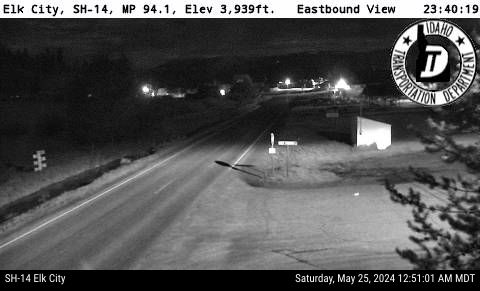 Elk City, SH-14, MP 94.1, Elev 3,939ft. Eastbound View 23:40:19
IDAHO
TRANSPORTATION DEPARTMENT
SH-14 Elk City Saturday, May 25, 2024 12:51:01 AM MDT